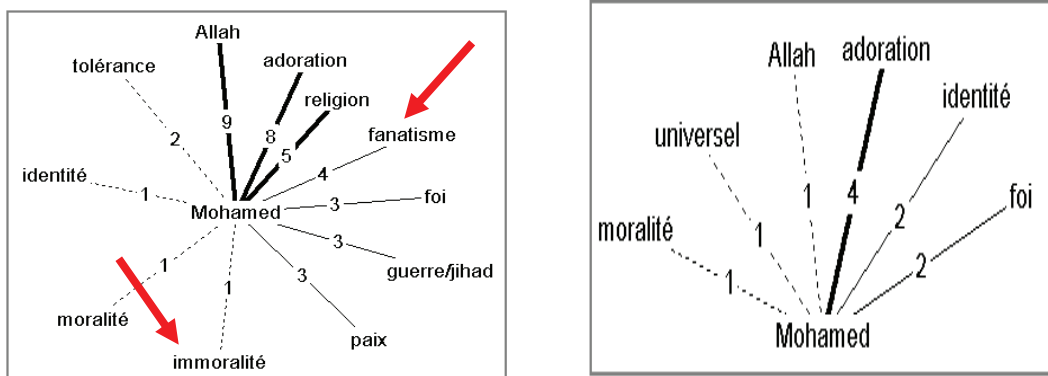 Allah
tolérance
adoration
religion
fanatisme
9
8
5
2
4
identité
1
foi
3
Mohamed
3
guerre/jihad
1
3
1
moralité
paix
immoralité
Allah
adoration
identité
universel
foi
moralité
1
4
2
1
2
1
Mohamed